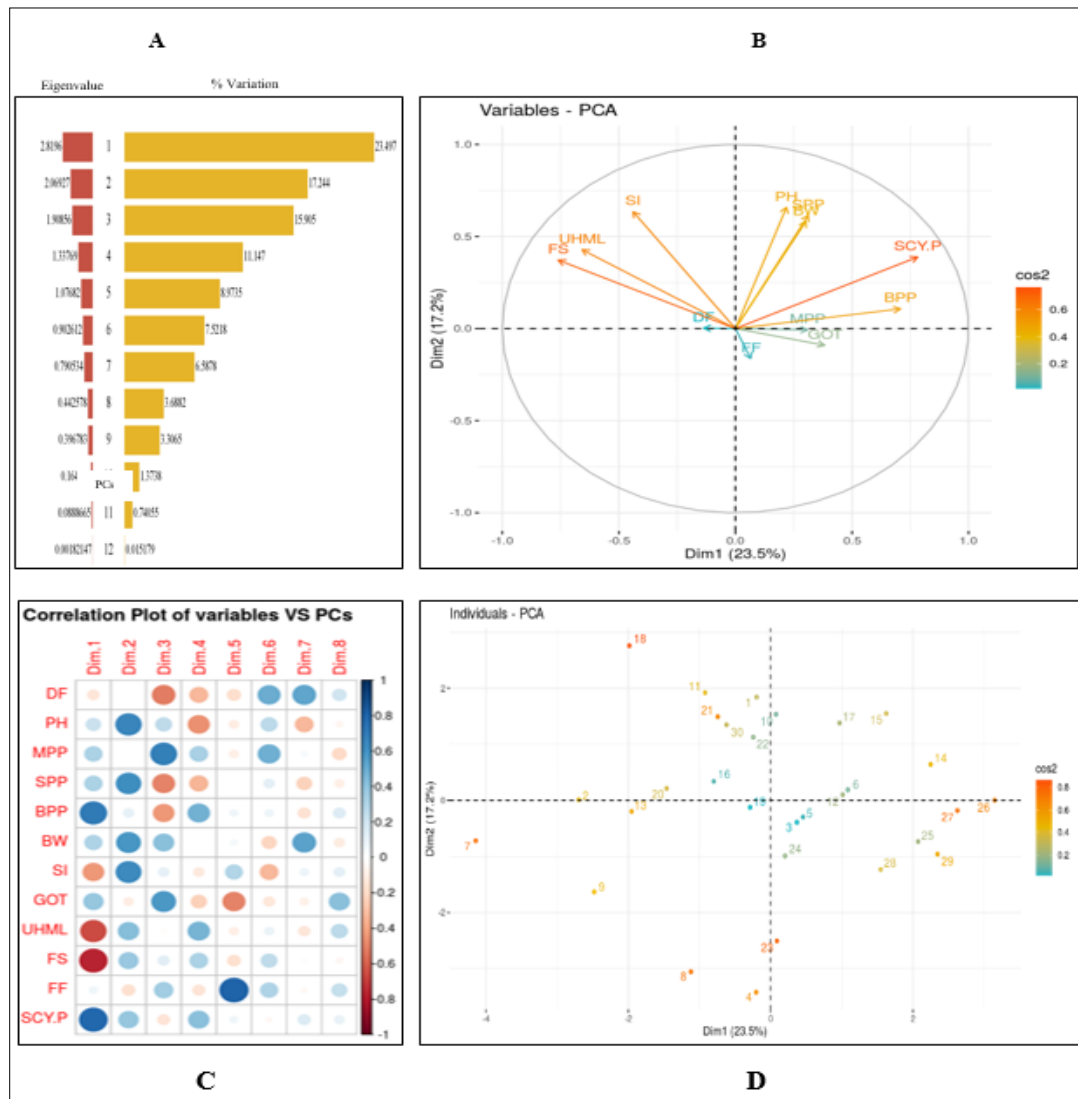 A
B
Eigenvalue
% Variation
2.8196 1 23.497
2.06927 2 17.244
1.90856 3 15.905
1.33769 4 11.147
1.07682 5 8.9735
0.902612 6 7.5218
0.790534 7 6.5878
0.442578 8 3.6882
0.396783 9 3.3065
0.164 1.3738
PCs
0.0888665 11 0.74055
0.00182147 12 0.015179
Variables - PCA
1.0
0.5
0.0
-0.5
-1.0
Dim2 (17.2%)
SI
UHML
FS
PH
SPP
BW
SCY.P
BPP
DF
MPP
GOT
FF
-1.0 -0.5 0.0 0.5 1.0
Dim1 (23.5%)
cos2
0.6
0.4
0.2
Correlation Plot of variables VS PCs
Dim.1 Dim.2 Dim.3 Dim.4 Dim.5 Dim.6 Dim.7 Dim.8
DF
PH
MPP
SPP
BPP
BW
SI
GOT
UHML
FS
FF
SCY.P
1
0.8
0.6
0.4
0.2
0
-0.2
-0.4
-0.6
-0.8
-1
Individuals - PCA
2
0
-2
Dim2 (17.2%)
18
11
1
21
30
22
17
15
14
16
6
12
2
20
13
3
5
26
27
7
24
25
28
29
9
8
4
-4 -2 0 2
Dim1 (23.5%)
cos2
0.8
0.6
0.4
0.2
C
D